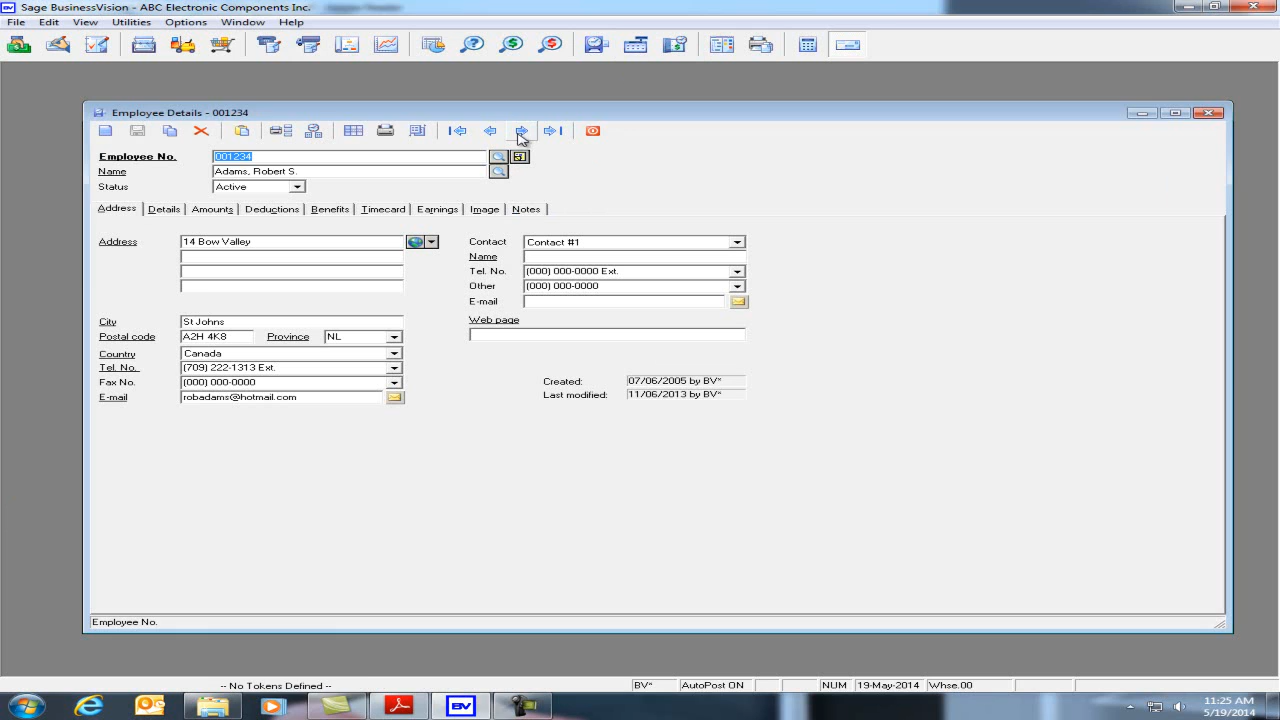 Sage BusinessVision - ABC Electronic Components Inc.
File Edit View Utilities Options Window Help
Employee Details - 001234
Employee No. 001234
Name Adams, Robert S.
Status Active
Address Details Amounts Deductions Benefits Timecard Earnings Image Notes
Address 14 Bow Valley Contact Contact #1
Name
Tel. No. (000) 000-0000 Ext.
Other (000) 000-0000
E-mail
City St Johns Web page
Postal code A2H 4K8 Province NL
Country Canada
Tel. No. (709) 222-1313 Ext.
Fax No. (000) 000-0000 Created: 07/06/2005 by BV*
E-mail robadams@hotmail.com Last modified: 11/06/2013 by BV*
Employee No.
-- No Tokens Defined -- BV* AutoPost ON NUM 19-May-2014 Whse.00
BV
11:25 AM
5/19/2014